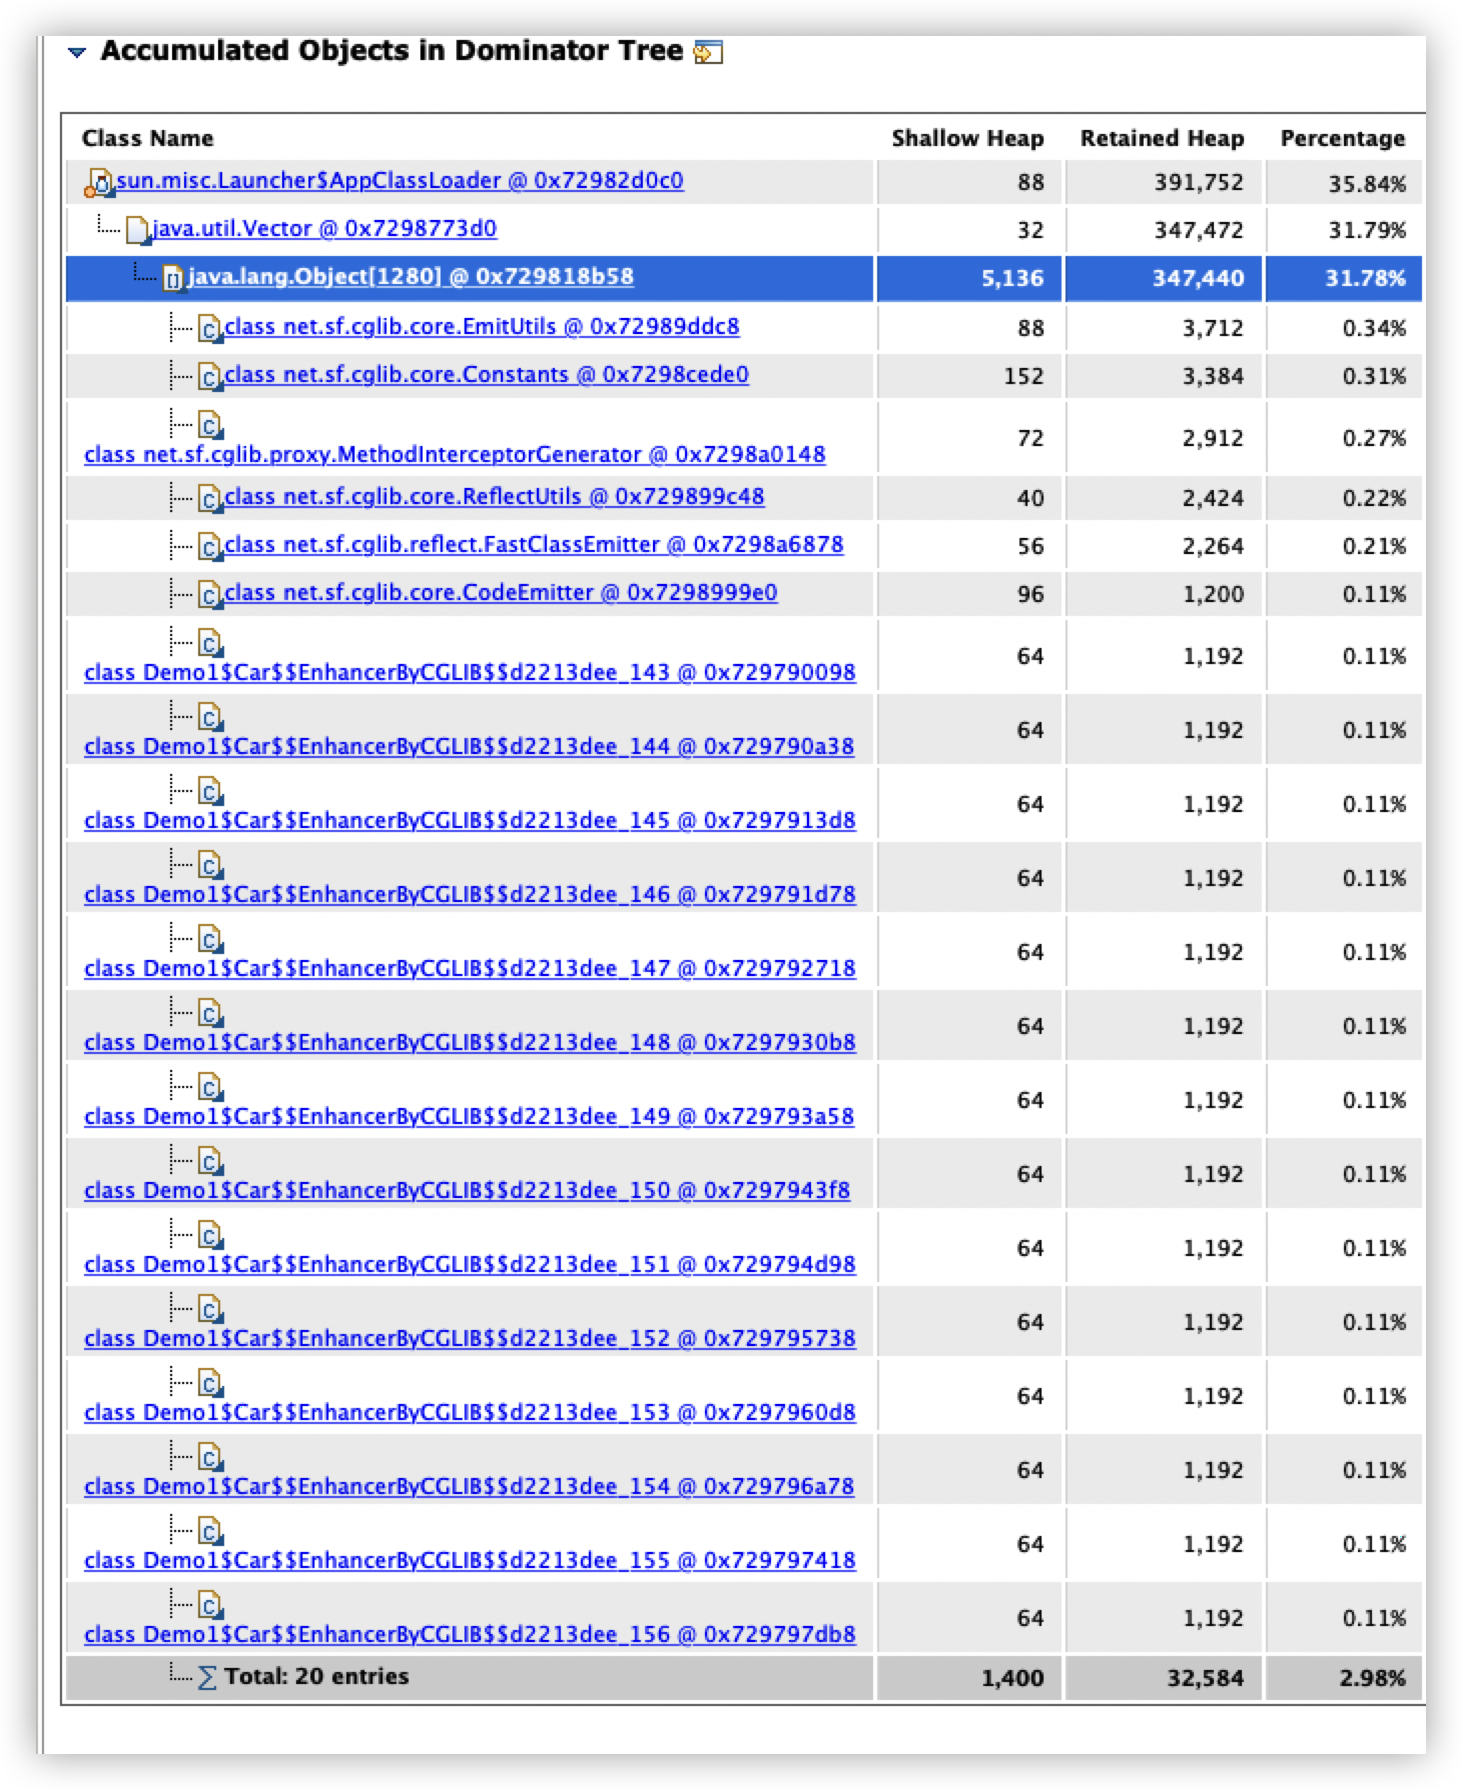 Accumulated Objects in Dominator Tree
Class Name Shallow Heap Retained Heap Percentage
sun.misc.Launcher$AppClassLoader @ 0x72982d0c0 88 391,752 35.84%
java.util.Vector @ 0x7298773d0 32 347,472 31.79%
java.lang.Object[1280] @ 0x729818b58 5,136 347,440 31.78%
class net.sf.cglib.core.EmitUtils @ 0x72989ddc8 88 3,712 0.34%
class net.sf.cglib.core.Constants @ 0x7298cede0 152 3,384 0.31%
class net.sf.cglib.proxy.MethodInterceptorGenerator @ 0x7298a0148 72 2,912 0.27%
class net.sf.cglib.core.ReflectUtils @ 0x729899c48 40 2,424 0.22%
class net.sf.cglib.reflect.FastClassEmitter @ 0x7298a6878 56 2,264 0.21%
class net.sf.cglib.core.CodeEmitter @ 0x7298999e0 96 1,200 0.11%
class Demo1$Car$$EnhancerByCGLIB$$d2213dee_143 @ 0x729790098 64 1,192 0.11%
class Demo1$Car$$EnhancerByCGLIB$$d2213dee_144 @ 0x729790a38 64 1,192 0.11%
class Demo1$Car$$EnhancerByCGLIB$$d2213dee_145 @ 0x7297913d8 64 1,192 0.11%
class Demo1$Car$$EnhancerByCGLIB$$d2213dee_146 @ 0x729791d78 64 1,192 0.11%
class Demo1$Car$$EnhancerByCGLIB$$d2213dee_147 @ 0x729792718 64 1,192 0.11%
class Demo1$Car$$EnhancerByCGLIB$$d2213dee_148 @ 0x7297930b8 64 1,192 0.11%
class Demo1$Car$$EnhancerByCGLIB$$d2213dee_149 @ 0x729793a58 64 1,192 0.11%
class Demo1$Car$$EnhancerByCGLIB$$d2213dee_150 @ 0x7297943f8 64 1,192 0.11%
class Demo1$Car$$EnhancerByCGLIB$$d2213dee_151 @ 0x729794d98 64 1,192 0.11%
class Demo1$Car$$EnhancerByCGLIB$$d2213dee_152 @ 0x729795738 64 1,192 0.11%
class Demo1$Car$$EnhancerByCGLIB$$d2213dee_153 @ 0x7297960d8 64 1,192 0.11%
class Demo1$Car$$EnhancerByCGLIB$$d2213dee_154 @ 0x729796a78 64 1,192 0.11%
class Demo1$Car$$EnhancerByCGLIB$$d2213dee_155 @ 0x729797418 64 1,192 0.11%
class Demo1$Car$$EnhancerByCGLIB$$d2213dee_156 @ 0x729797db8 64 1,192 0.11%
∑ Total: 20 entries 1,400 32,584 2.98%